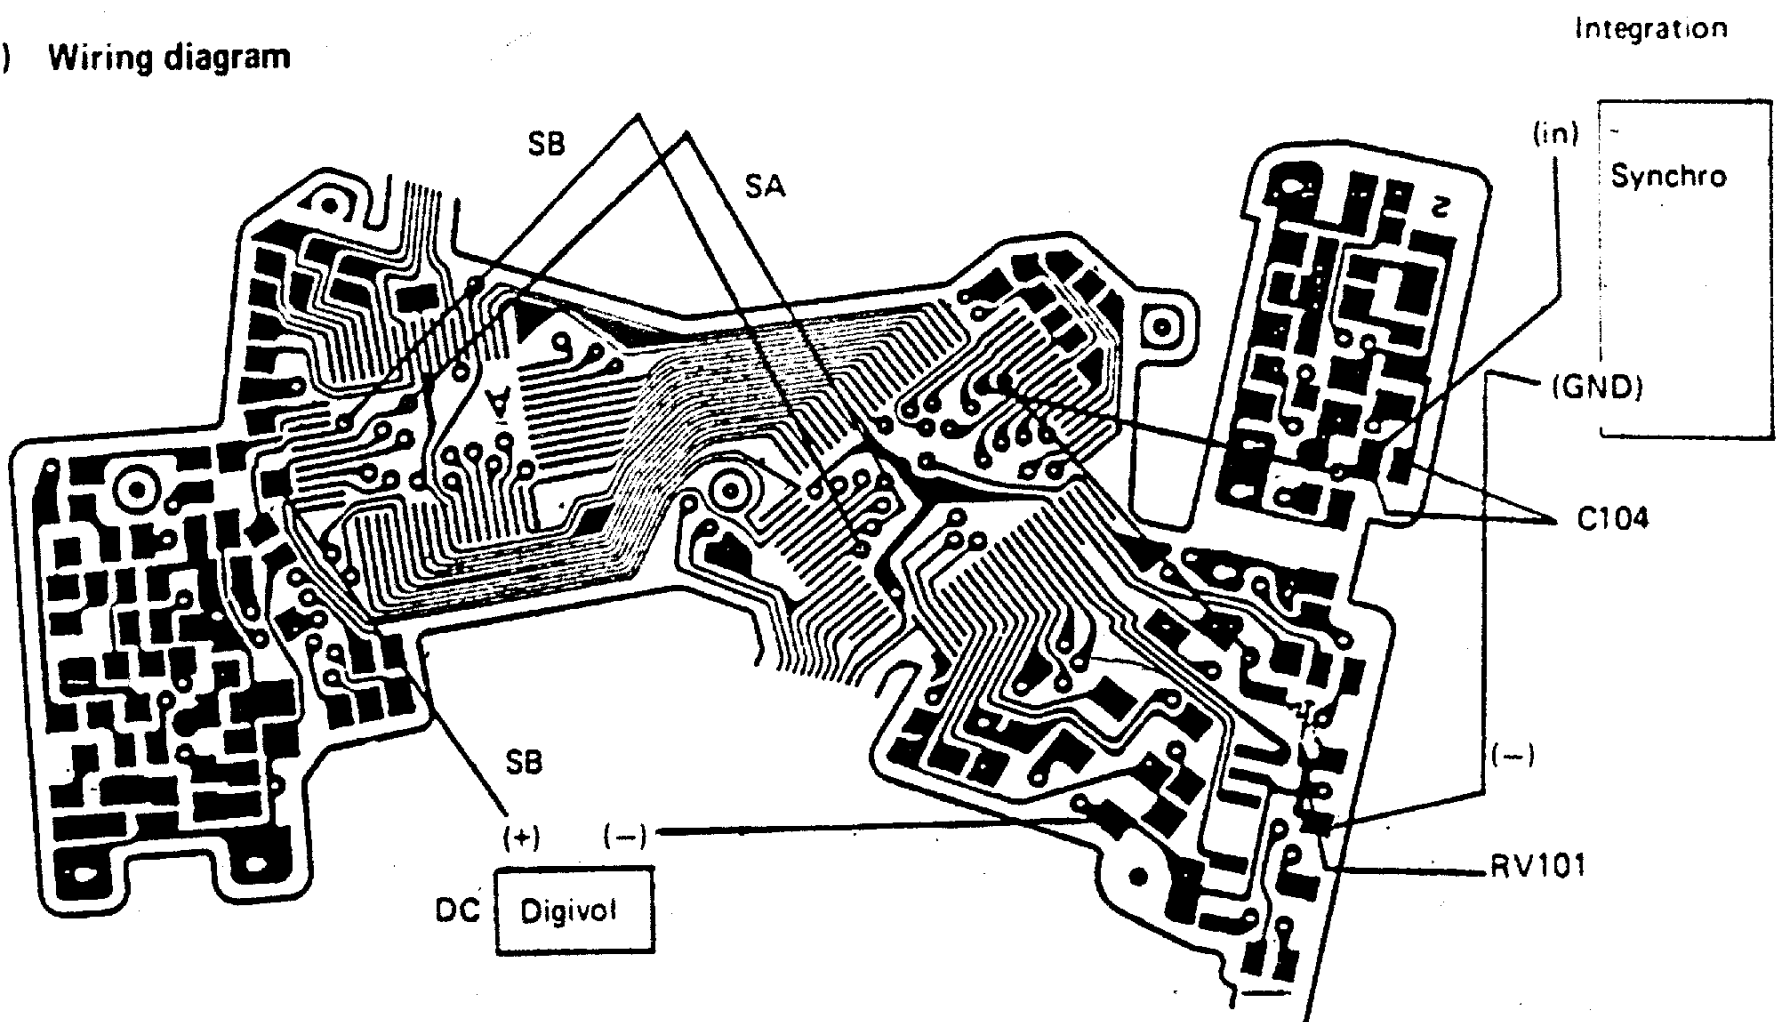 Integration
) Wiring diagram
(in)
SB
Synchro
SA
(GND)
A
C104
SB
(−)
(+) (−)
RV101
DC Digivol